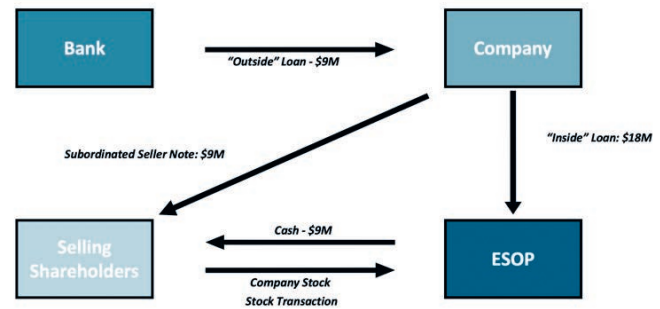 Bank
"Outside" Loan - $9M
Company
Subordinated Seller Note: $9M
"Inside" Loan: $18M
Selling
Shareholders
Cash - $9M
Company Stock
Stock Transaction
ESOP